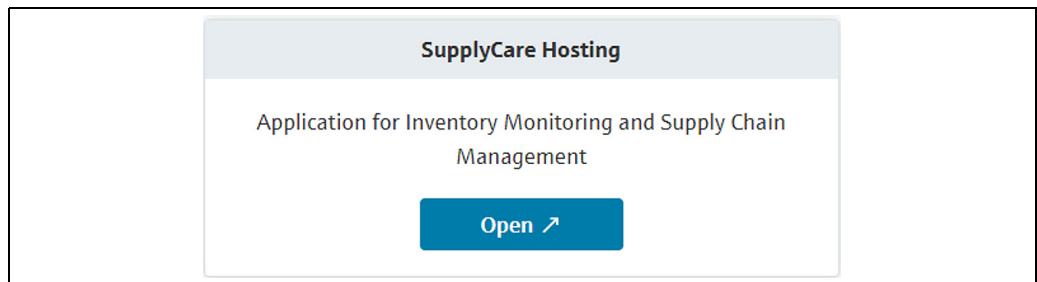 SupplyCare Hosting
Application for Inventory Monitoring and Supply Chain
Management
Open ↗